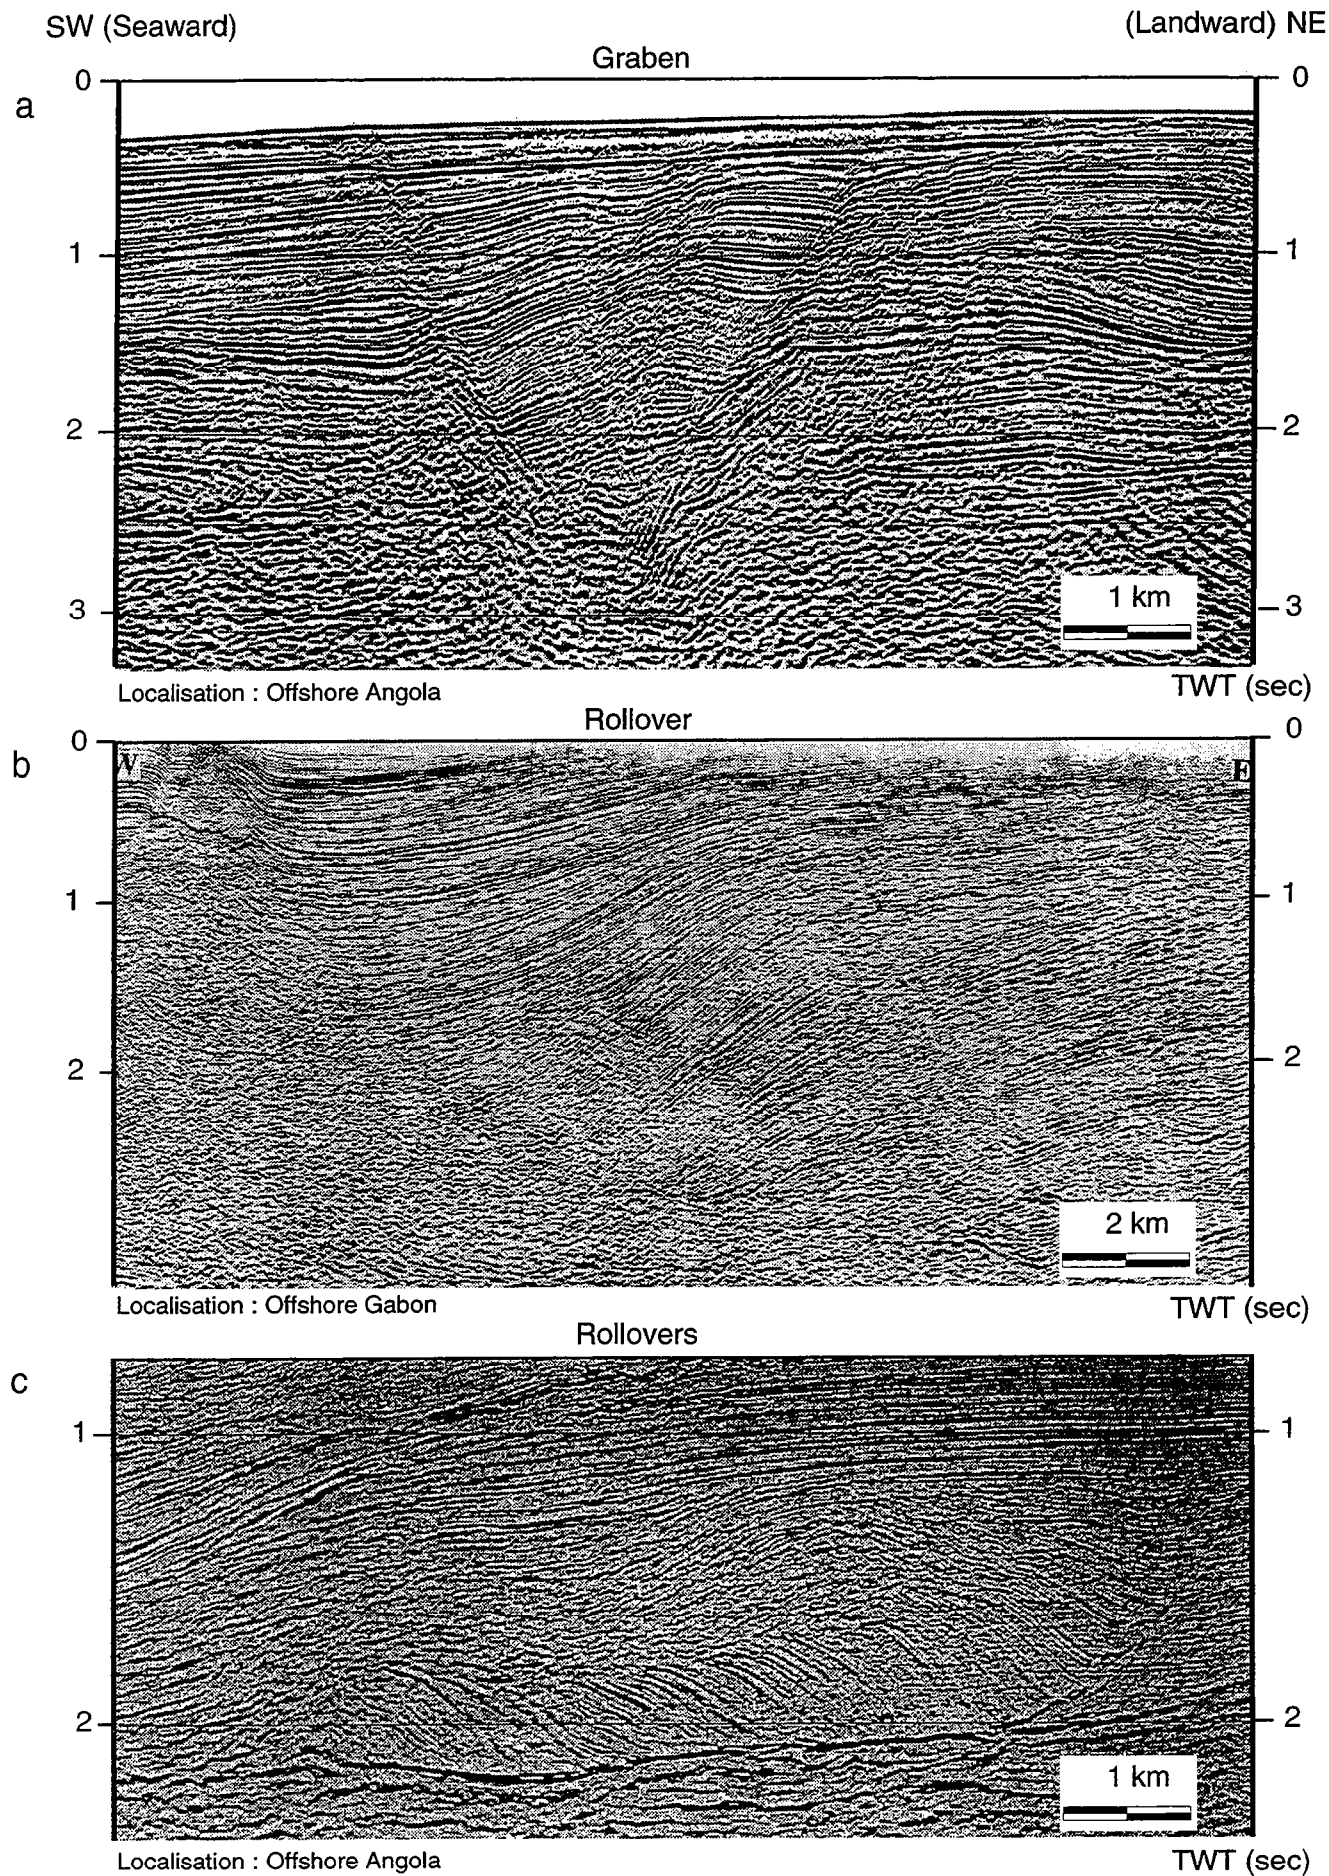 SW (Seaward) (Landward) NE
Graben
a
0 0
1 1
2 2
3 3
1 km
Localisation : Offshore Angola TWT (sec)
Rollover
b
0 0
E
1 1
2 2
2 km
Localisation : Offshore Gabon TWT (sec)
Rollovers
c
1 1
2 2
1 km
Localisation : Offshore Angola TWT (sec)